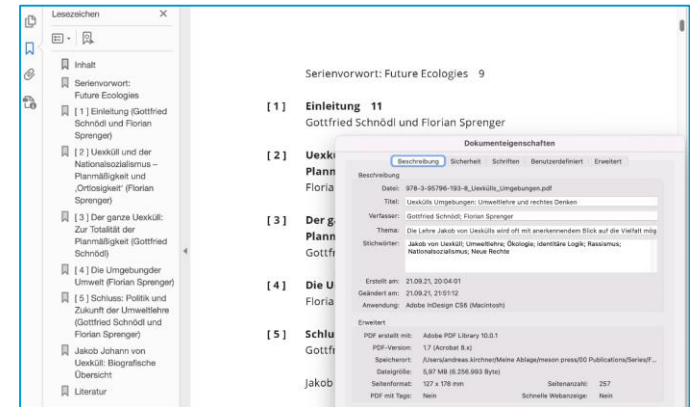 Lesezeichen
Inhalt
Serienvorwort:
Future Ecologies
[ 1 ] Einleitung (Gottfried
Schnödl und Florian
Sprenger)
[ 2 ] Uexküll und der
Nationalsozialismus –
Planmäßigkeit und
‚Ortlosigkeit' (Florian
Sprenger)
[ 3 ] Der ganze Uexküll:
Zur Totalität der
Planmäßigkeit (Gottfried
Schnödl)
[ 4 ] Die Umgebungder
Umwelt (Florian Sprenger)
[ 5 ] Schluss: Politik und
Zukunft der Umweltlehre
(Gottfried Schnödl und
Florian Sprenger)
Jakob Johann von
Uexküll: Biografische
Übersicht
Literatur
Serienvorwort: Future Ecologies 9
[ 1 ] Einleitung 11
Gottfried Schnödl und Florian Sprenger
[ 2 ] Uexk
Planm
Floria
[ 3 ] Der g
Planm
Gottf
[ 4 ] Die U
Floria
[ 5 ] Schlu
Gottf
Jakob
Dokumenteigenschaften
Beschreibung Sicherheit Schriften Benutzerdefiniert Erweitert
Beschreibung
Datei: 978-3-95796-193-8_Uexkülls_Umgebungen.pdf
Titel: Uexkülls Umgebungen: Umweltlehre und rechtes Denken
Verfasser: Gottfried Schnödl; Florian Sprenger
Thema: Die Lehre Jakob von Uexkülls wird oft mit anerkennendem Blick auf die Vielfalt mög
Stichwörter: Jakob von Uexküll; Umweltlehre; Ökologie; identitäre Logik; Rassismus;
Nationalsozialismus; Neue Rechte
Erstellt am: 21.09.21, 20:04:01
Geändert am: 21.09.21, 21:51:12
Anwendung: Adobe InDesign CS6 (Macintosh)
Erweitert
PDF erstellt mit: Adobe PDF Library 10.0.1
PDF-Version: 1.7 (Acrobat 8.x)
Speicherort: /Users/andreas.kirchner/Meine Ablage/meson press/00 Publications/Series/F...
Dateigröße: 5,97 MB (6.256.993 Byte)
Seitenformat: 127 x 178 mm Seitenanzahl: 257
PDF mit Tags: Nein Schnelle Webanzeige: Nein